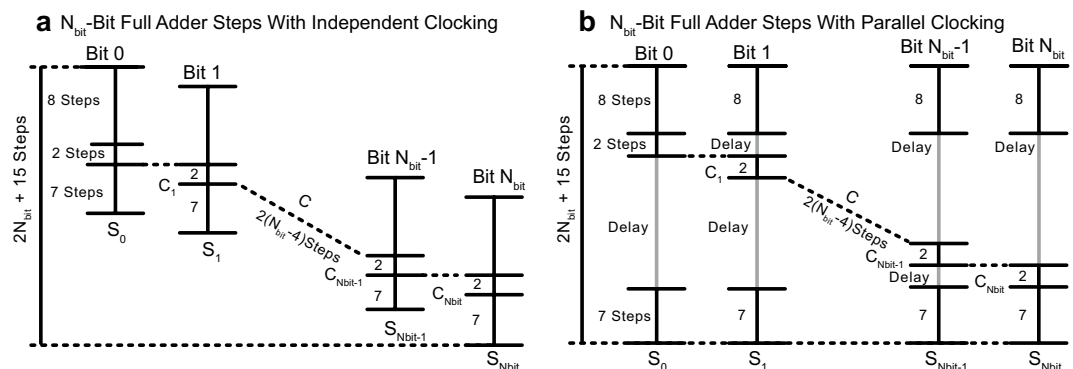 a N_bit-Bit Full Adder Steps With Independent Clocking
Bit 0
Bit 1
Bit N_bit-1
Bit N_bit
2N_bit + 15 Steps
8 Steps
2 Steps
7 Steps
S_0
2
C_1
7
S_1
C
2(N_bit-4)Steps
2
C_Nbit-1
7
S_Nbit-1
2
C_Nbit
7
S_Nbit
b N_bit-Bit Full Adder Steps With Parallel Clocking
Bit 0
Bit 1
Bit N_bit-1
Bit N_bit
2N_bit + 15 Steps
8 Steps
8
8
8
2 Steps
Delay
Delay
Delay
2
C_1
C
2(N_bit-4)Steps
Delay
Delay
2
C_Nbit-1
Delay
2
C_Nbit
7 Steps
7
7
7
S_0
S_1
S_Nbit-1
S_Nbit